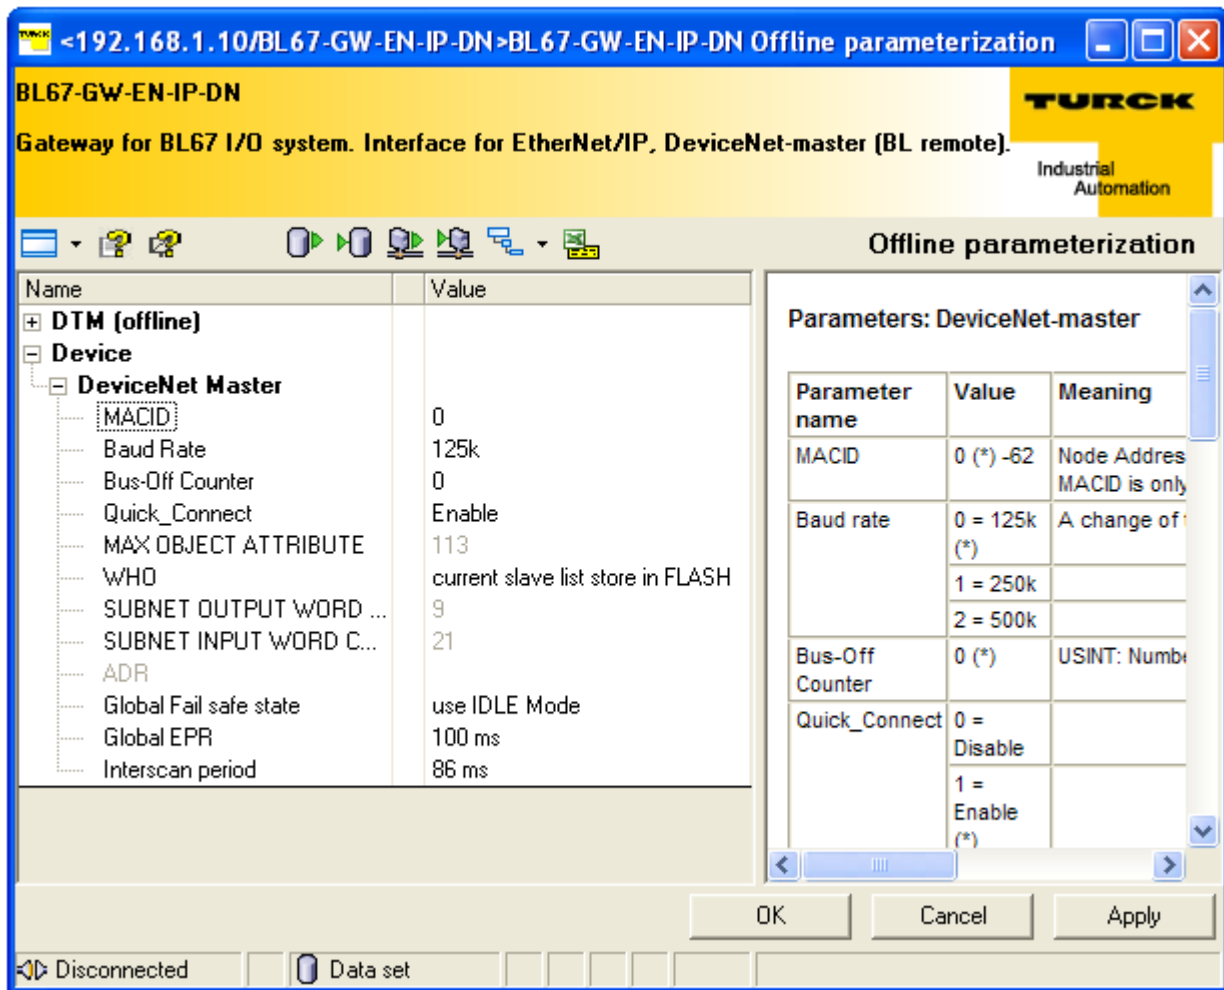 <192.168.1.10/BL67-GW-EN-IP-DN>BL67-GW-EN-IP-DN Offline parameterization
BL67-GW-EN-IP-DN
TURCK
Gateway for BL67 I/O system. Interface for EtherNet/IP, DeviceNet-master (BL remote).
Industrial
Automation
Offline parameterization
Name Value
DTM (offline)
Device
DeviceNet Master
MACID 0
Baud Rate 125k
Bus-Off Counter 0
Quick_Connect Enable
MAX OBJECT ATTRIBUTE 113
WHO current slave list store in FLASH
SUBNET OUTPUT WORD ... 9
SUBNET INPUT WORD C... 21
ADR
Global Fail safe state use IDLE Mode
Global EPR 100 ms
Interscan period 86 ms
Parameters: DeviceNet-master
Parameter name Value Meaning
MACID 0 (*) -62 Node Addres
MACID is only
Baud rate 0 = 125k (*) A change of
1 = 250k
2 = 500k
Bus-Off Counter 0 (*) USINT: Numbe
Quick_Connect 0 = Disable
1 = Enable (*)
OK Cancel Apply
Disconnected Data set